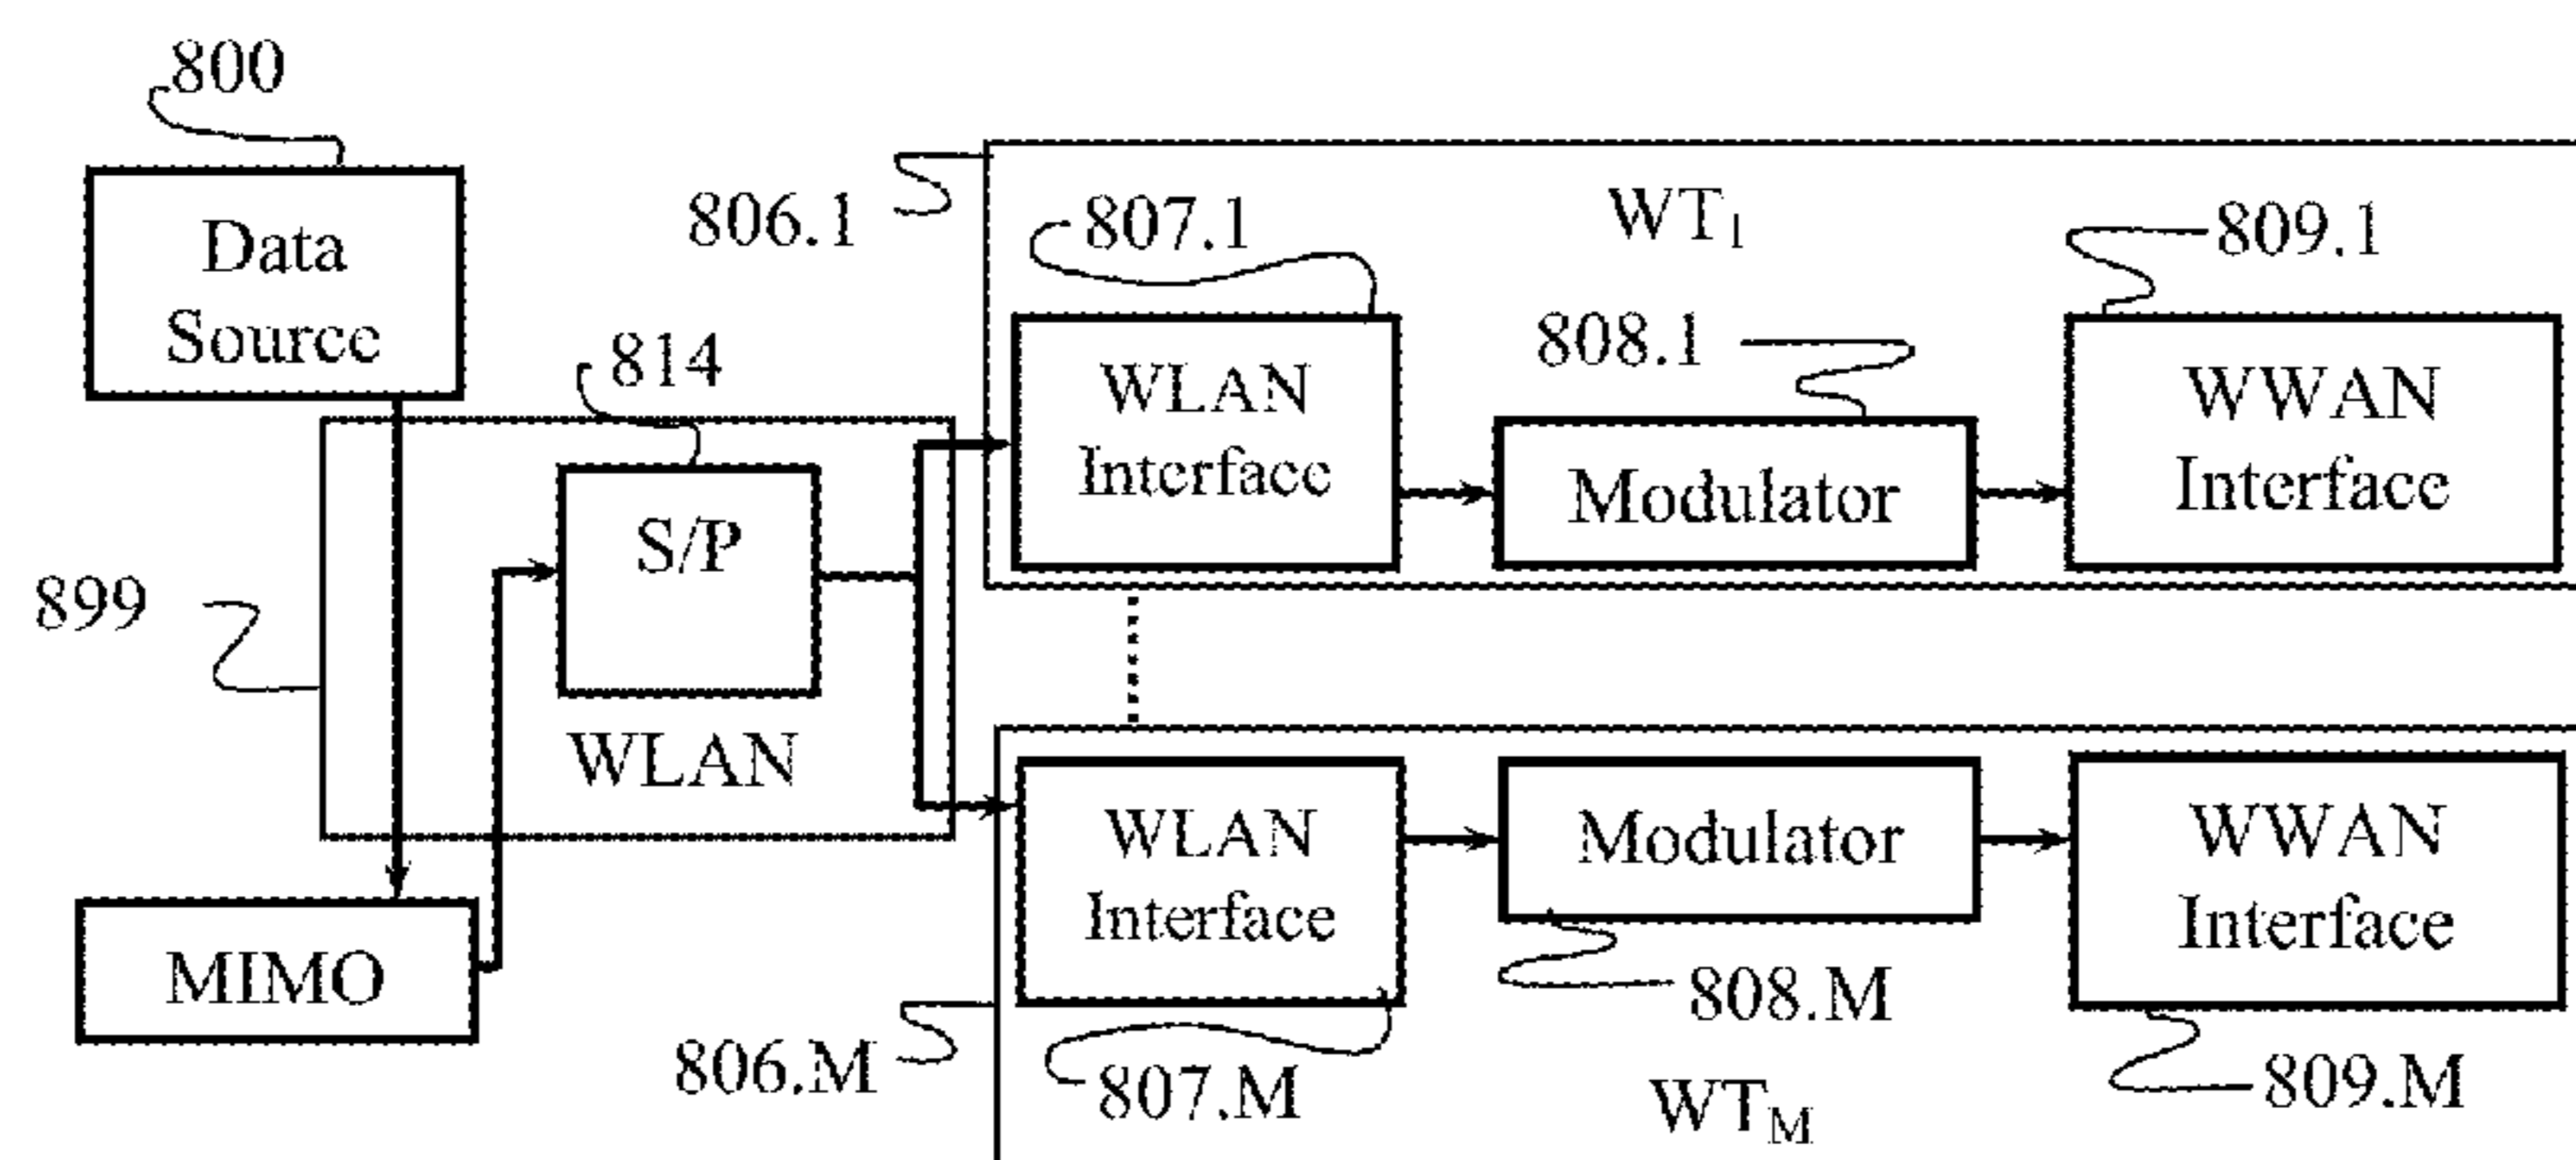 800
Data
Source
806.1
807.1
WT1
809.1
814
808.1
WLAN
Interface
Modulator
WWAN
Interface
S/P
WLAN
899
MIMO
WLAN
Interface
Modulator
WWAN
Interface
806.M
807.M
808.M
WTM
809.M